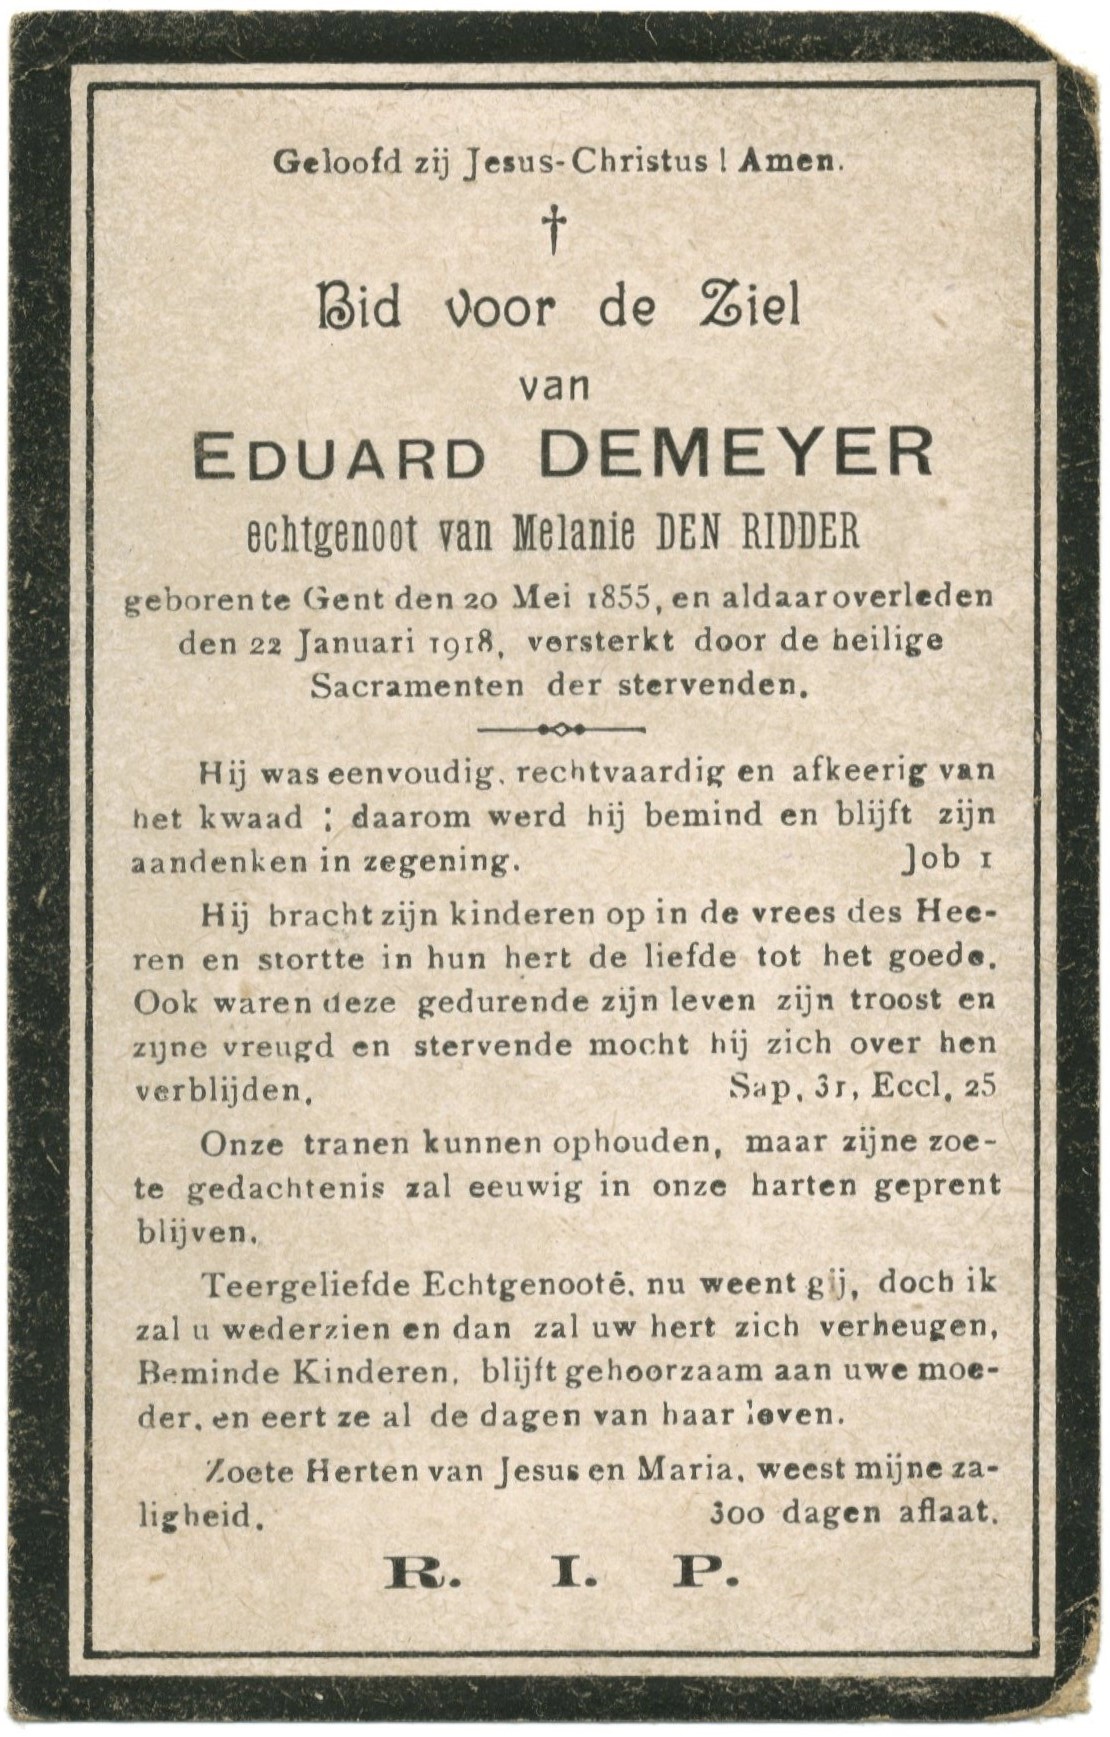 Geloofd zij Jesus-Christus ! Amen.
†
Bid voor de Ziel
van
EDUARD DEMEYER
echtgenoot van Melanie DEN RIDDER
geboren te Gent den 20 Mei 1855, en aldaar overleden
den 22 Januari 1918, versterkt door de heilige
Sacramenten der stervenden.
Hij was eenvoudig, rechtvaardig en afkeerig van
het kwaad ; daarom werd hij bemind en blijft zijn
aandenken in zegening. Job 1
Hij bracht zijn kinderen op in de vrees des Hee-
ren en stortte in hun hert de liefde tot het goede.
Ook waren deze gedurende zijn leven zijn troost en
zijne vreugd en stervende mocht hij zich over hen
verblijden. Sap. 3r, Eccl. 25
Onze tranen kunnen ophouden, maar zijne zoe-
te gedachtenis zal eeuwig in onze harten geprent
blijven.
Teergeliefde Echtgenooté, nu weent gij, doch ik
zal u wederzien en dan zal uw hert zich verheugen,
Beminde Kinderen, blijft gehoorzaam aan uwe moe-
der, en eert ze al de dagen van haar leven.
Zoete Herten van Jesus en Maria, weest mijne za-
ligheid. 300 dagen aflaat.
R. I. P.